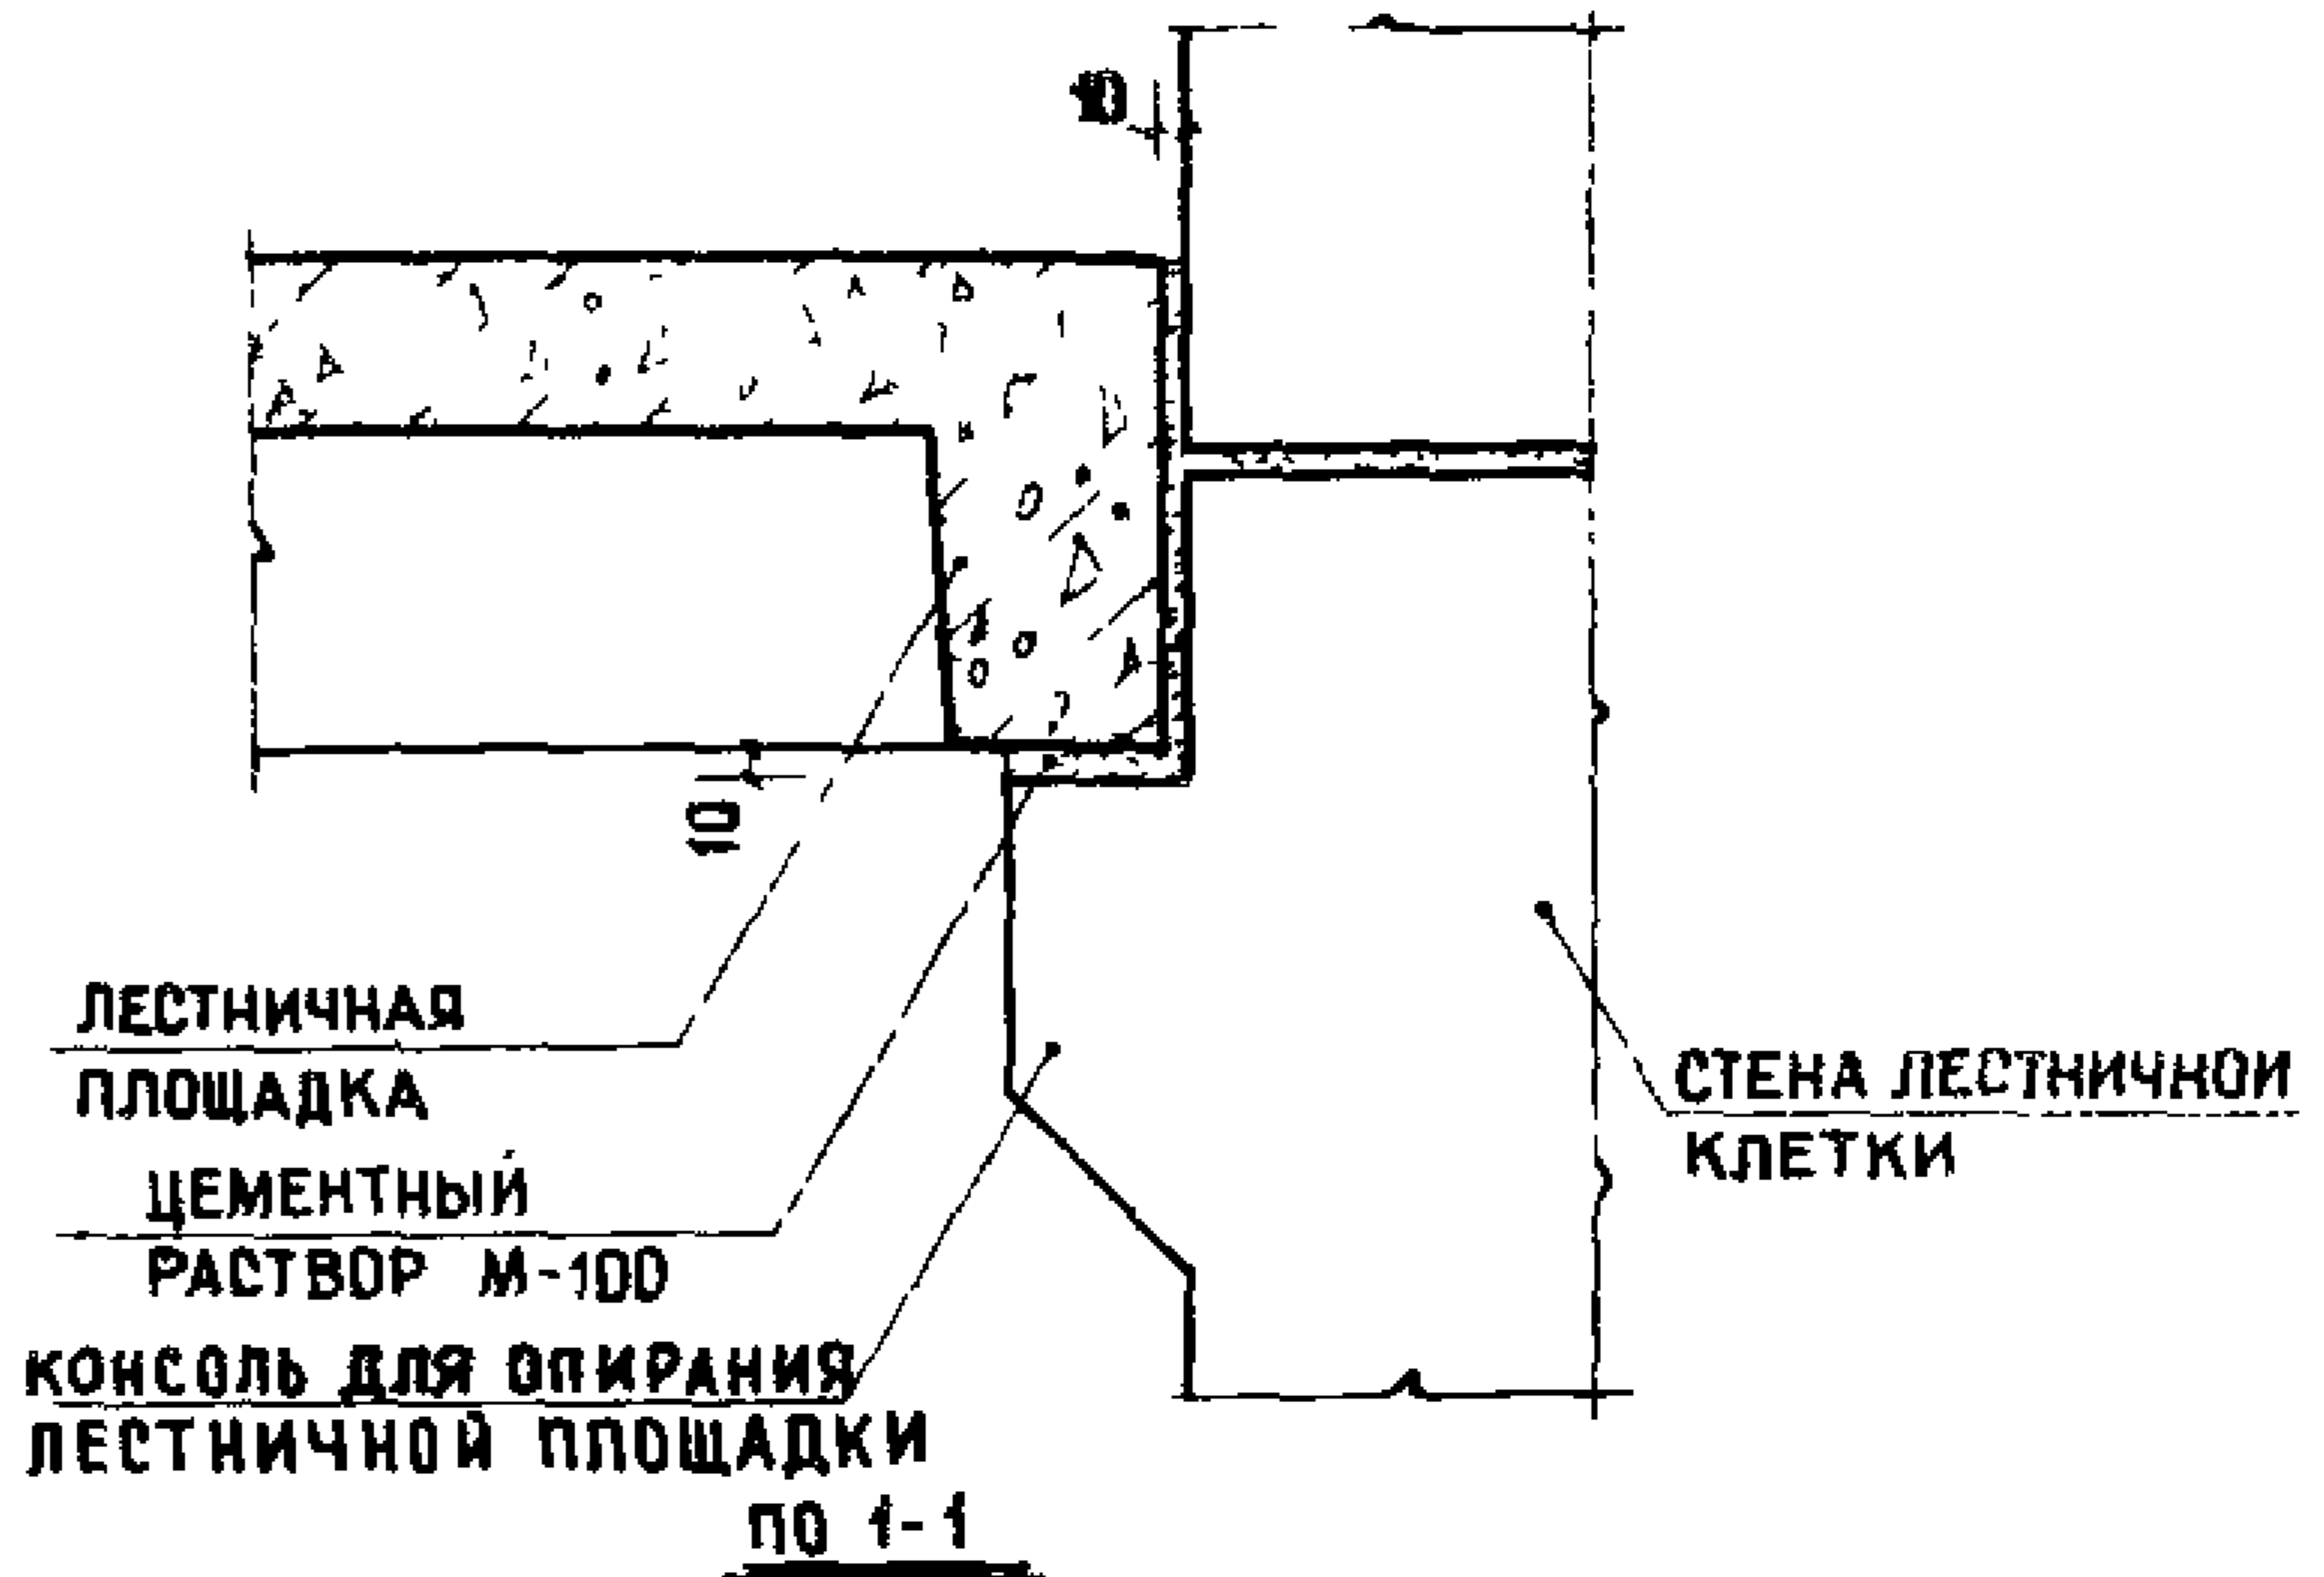 10
10
ЛЕСТНИЧНАЯ
ПЛОЩАДКА
ЦЕМЕНТНЫЙ
РАСТВОР М-100
КОНСОЛЬ ДЛЯ ОПИРАНИЯ
ЛЕСТНИЧНОЙ ПЛОЩАДКИ
СТЕНА ЛЕСТНИЧНОЙ
КЛЕТКИ
ПО 1-1